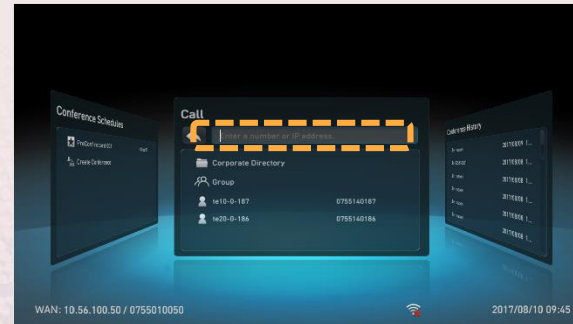 Conference Schedules
Create Conference
Call
Enter a number or IP address.
Corporate Directory
Group
te10-0-187 0755140187
te20-0-186 0755140186
Conference History
WAN: 10.56.100.50 / 0755010050
2017/08/10 09:45